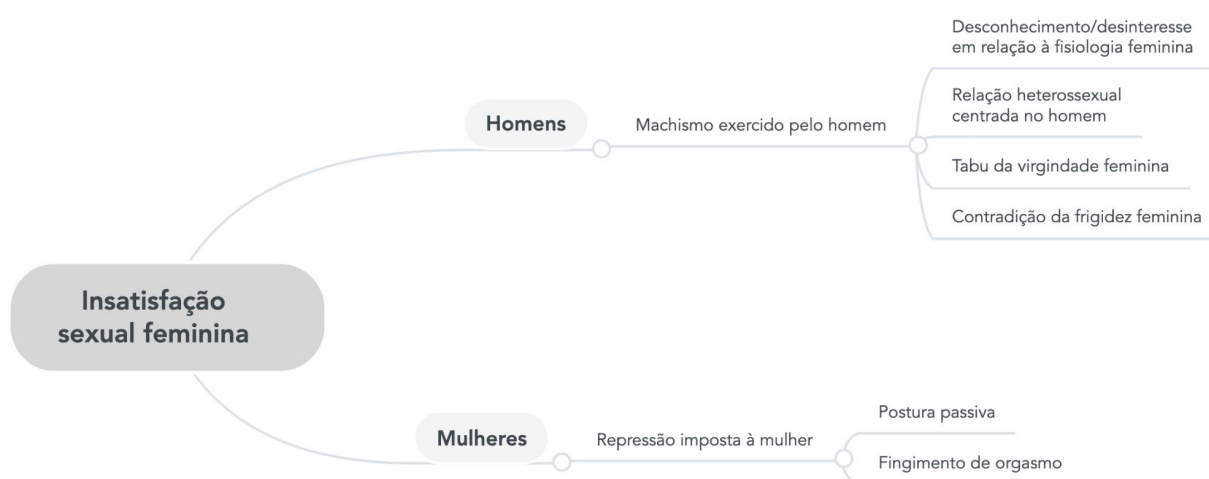 Desconhecimento/desinteresse
em relação à fisiologia feminina
Relação heterossexual
centrada no homem
Homens
Machismo exercido pelo homem
Tabu da virgindade feminina
Contradição da frigidez feminina
Insatisfação
sexual feminina
Postura passiva
Mulheres
Repressão imposta à mulher
Fingimento de orgasmo